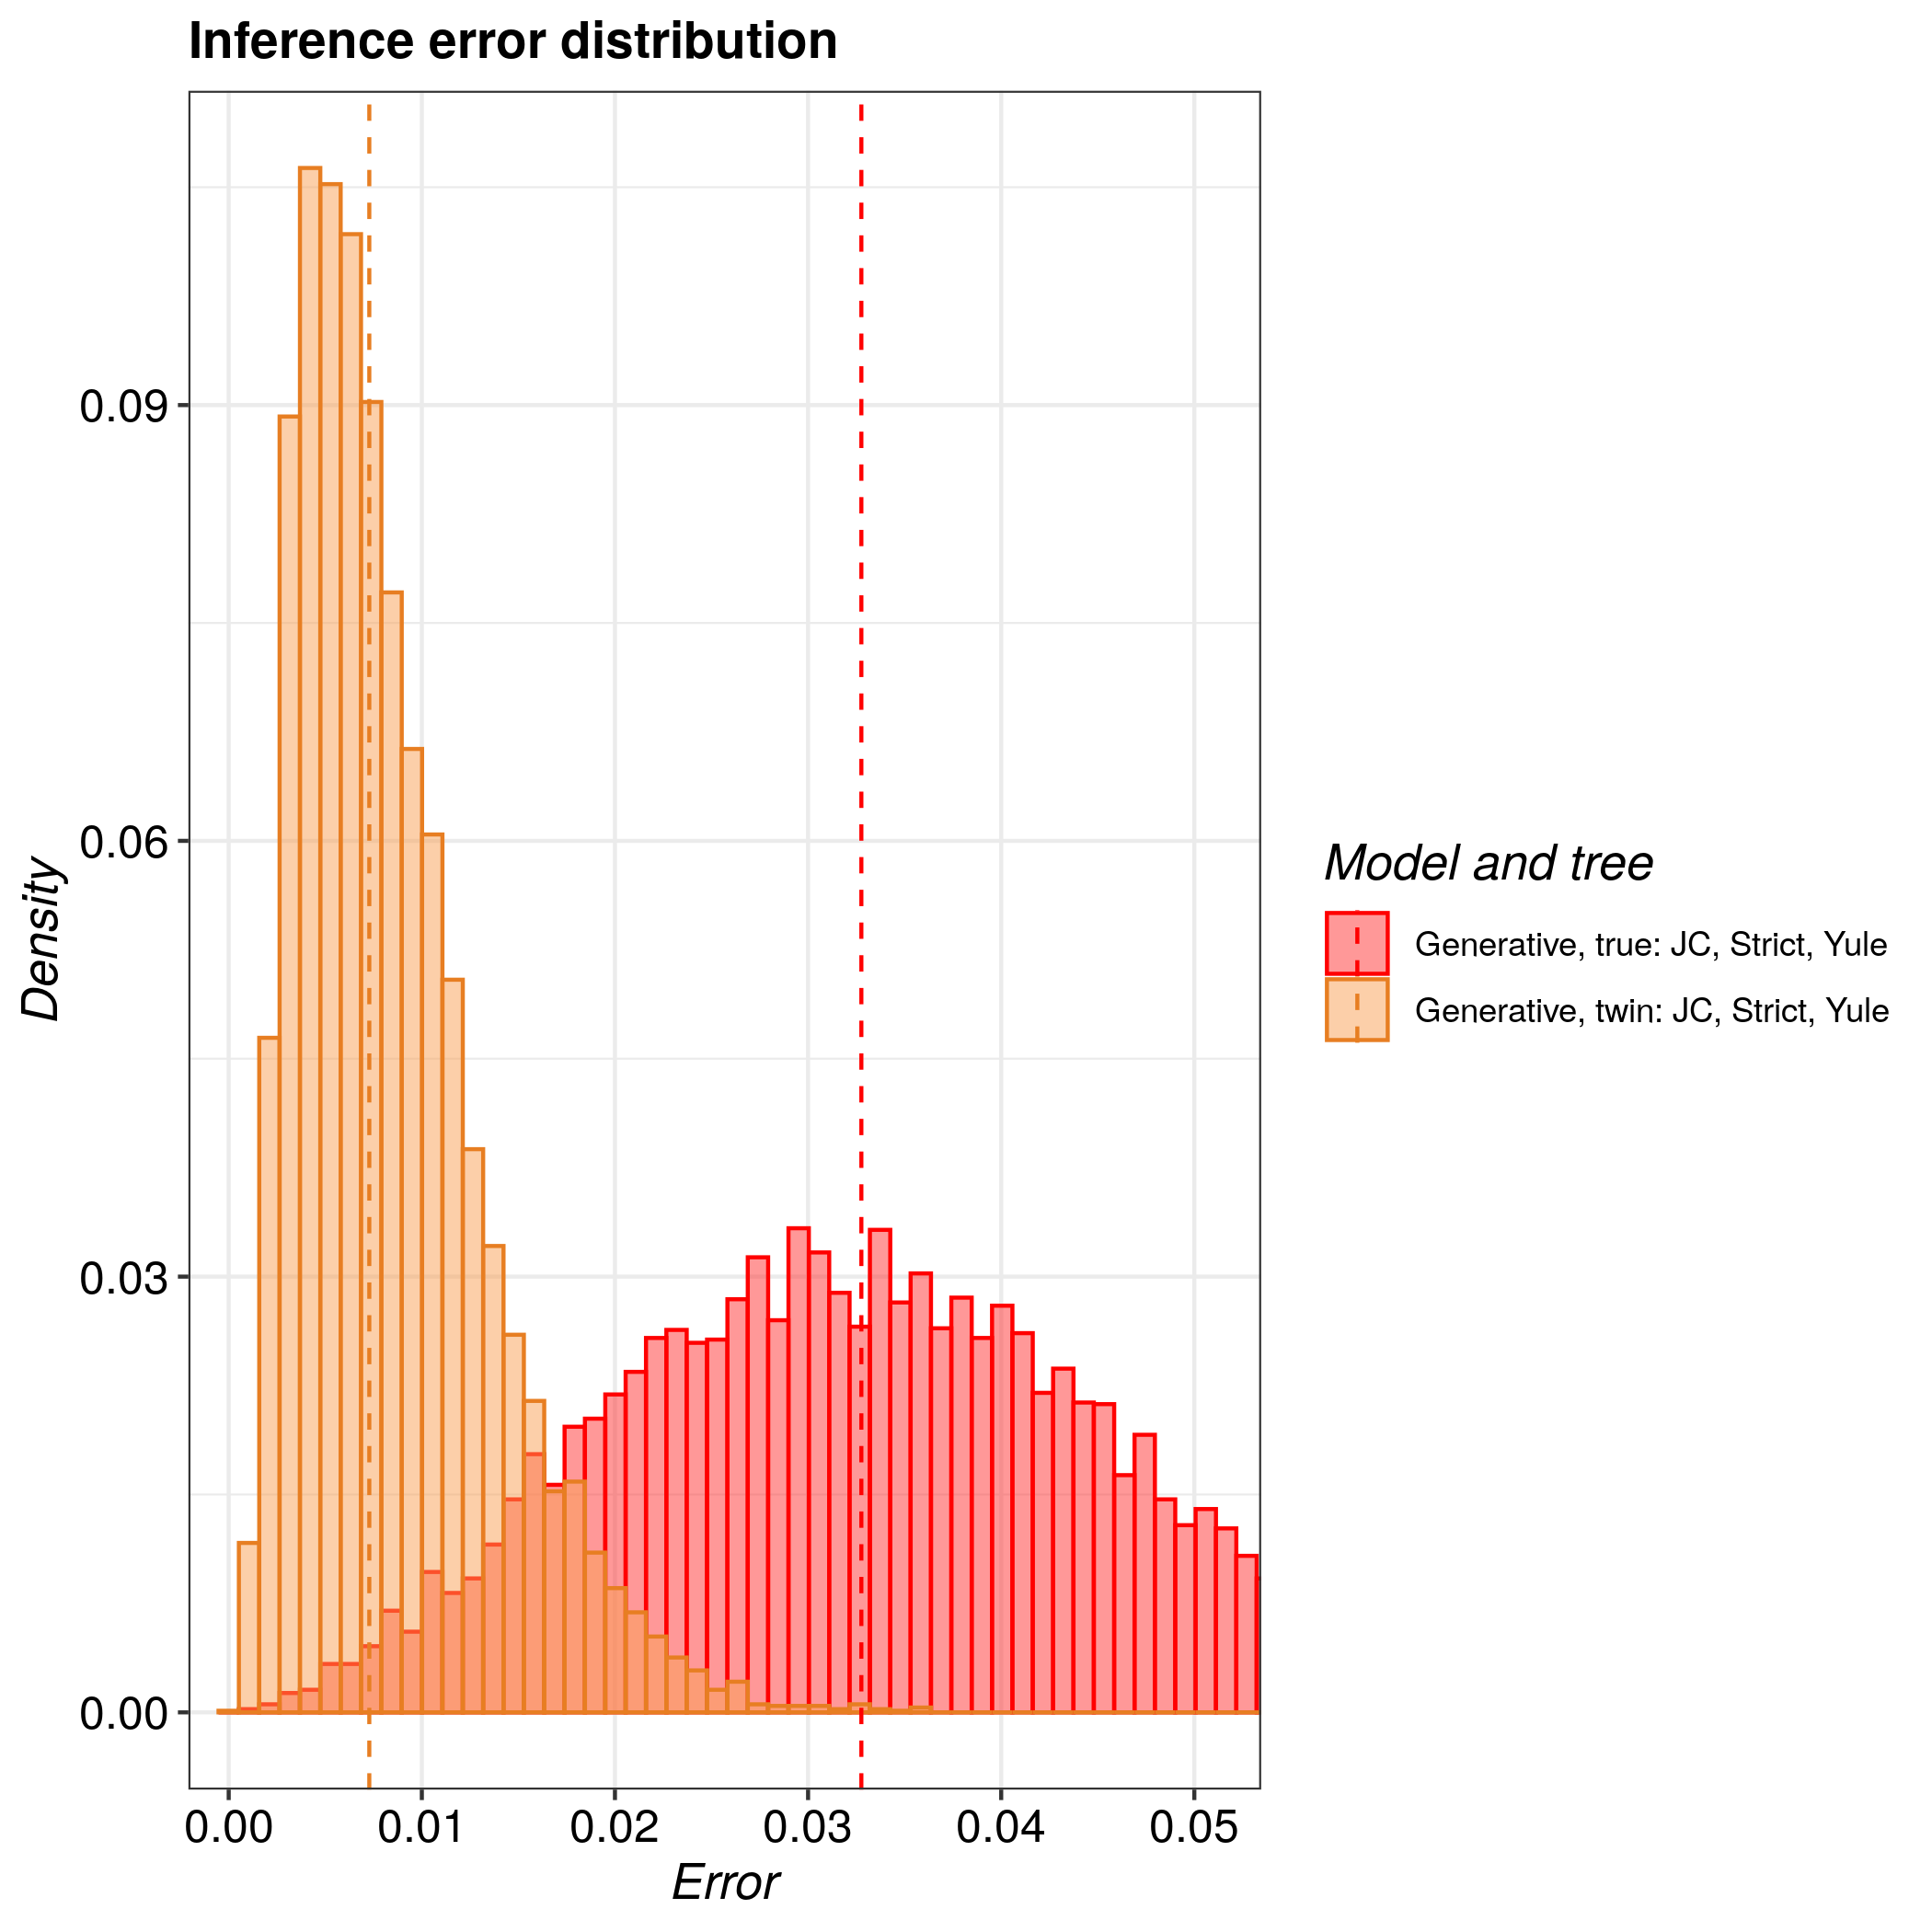 Inference error distribution
Density
0.09
0.06
0.03
0.00
0.00 0.01 0.02 0.03 0.04 0.05
Error
Model and tree
Generative, true: JC, Strict, Yule
Generative, twin: JC, Strict, Yule